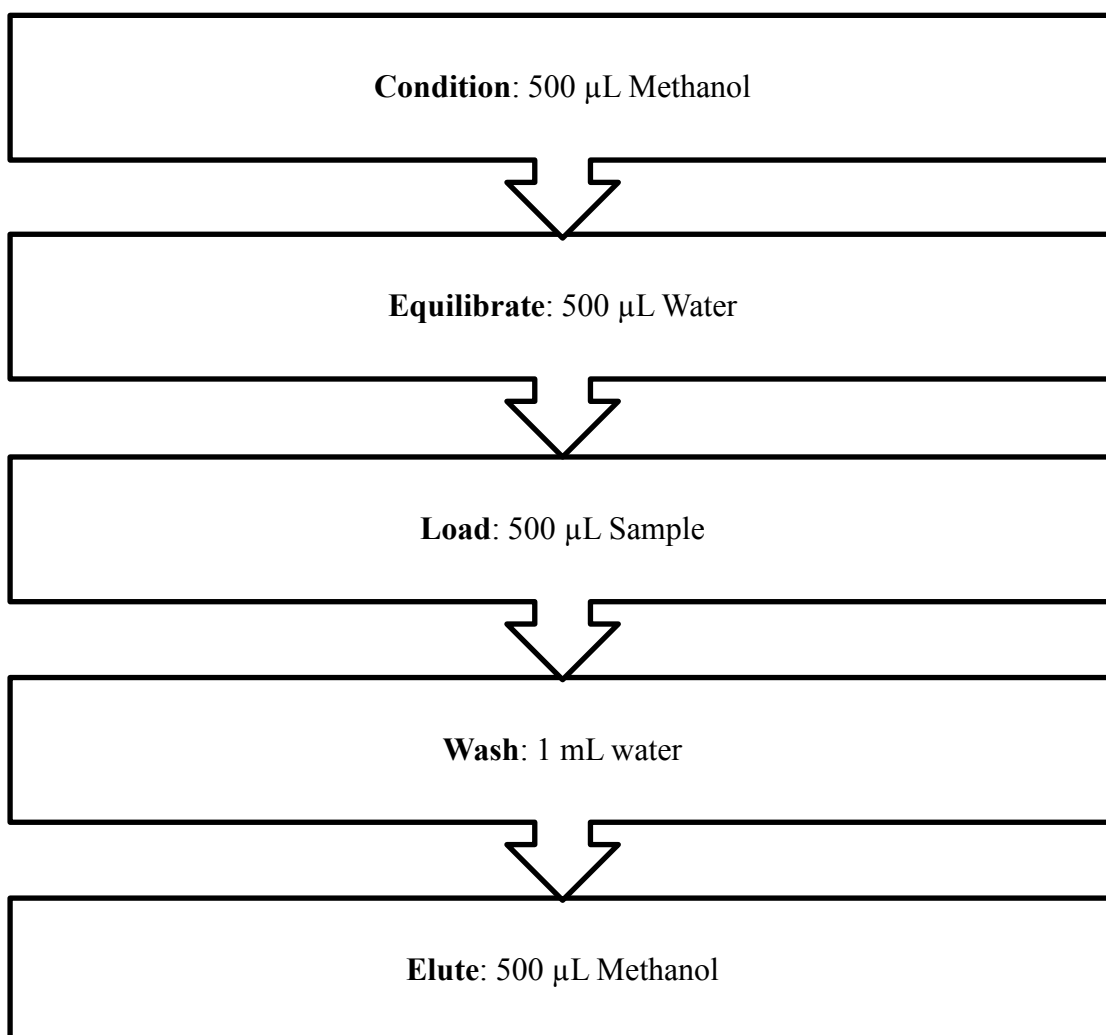 Condition: 500 µL Methanol
Equilibrate: 500 µL Water
Load: 500 µL Sample
Wash: 1 mL water
Elute: 500 µL Methanol